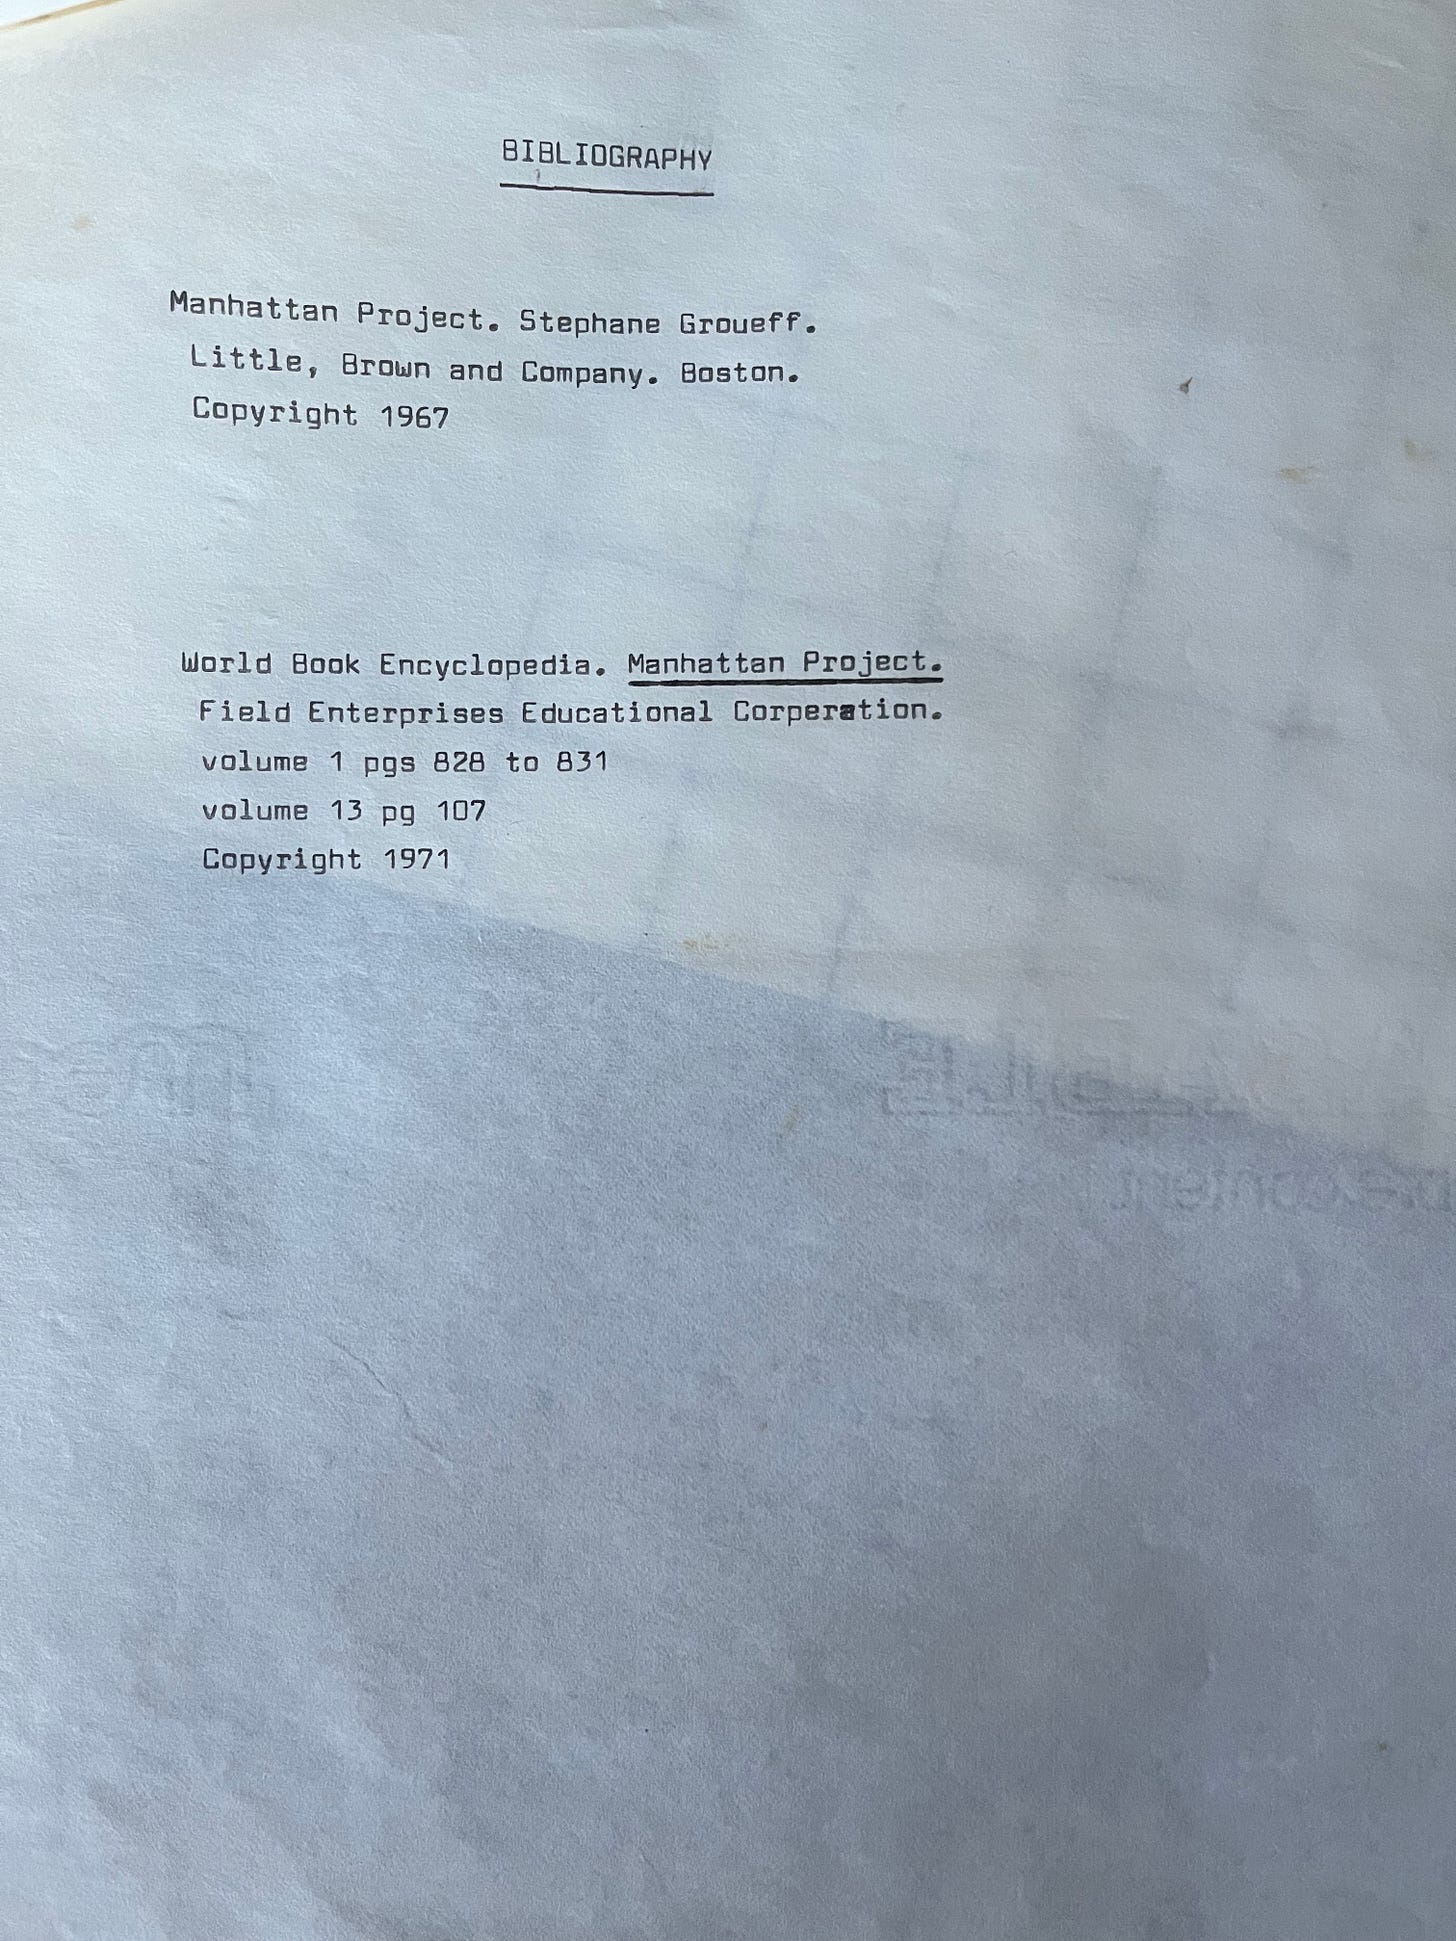 BIBLIOGRAPHY
Manhattan Project. Stephane Groueff.
Little, Brown and Company. Boston.
Copyright 1967
World Book Encyclopedia. Manhattan Project.
Field Enterprises Educational Corperation.
volume 1 pgs 828 to 831
volume 13 pg 107
Copyright 1971